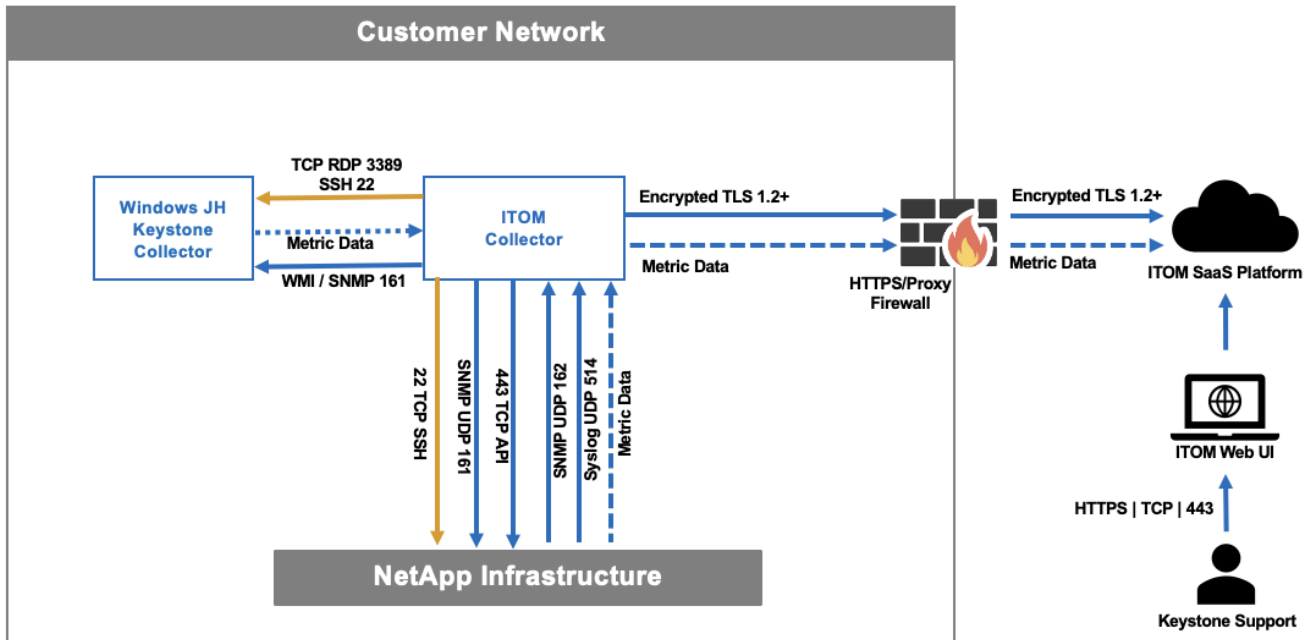 Customer Network
TCP RDP 3389
SSH 22
Windows JH
Keystone
Collector
Metric Data
WMI / SNMP 161
ITOM
Collector
Encrypted TLS 1.2+
Metric Data
HTTPS/Proxy
Firewall
Encrypted TLS 1.2+
Metric Data
ITOM SaaS Platform
22 TCP SSH
SNMP UDP 161
443 TCP API
SNMP UDP 162
Syslog UDP 514
Metric Data
NetApp Infrastructure
ITOM Web UI
HTTPS | TCP | 443
Keystone Support